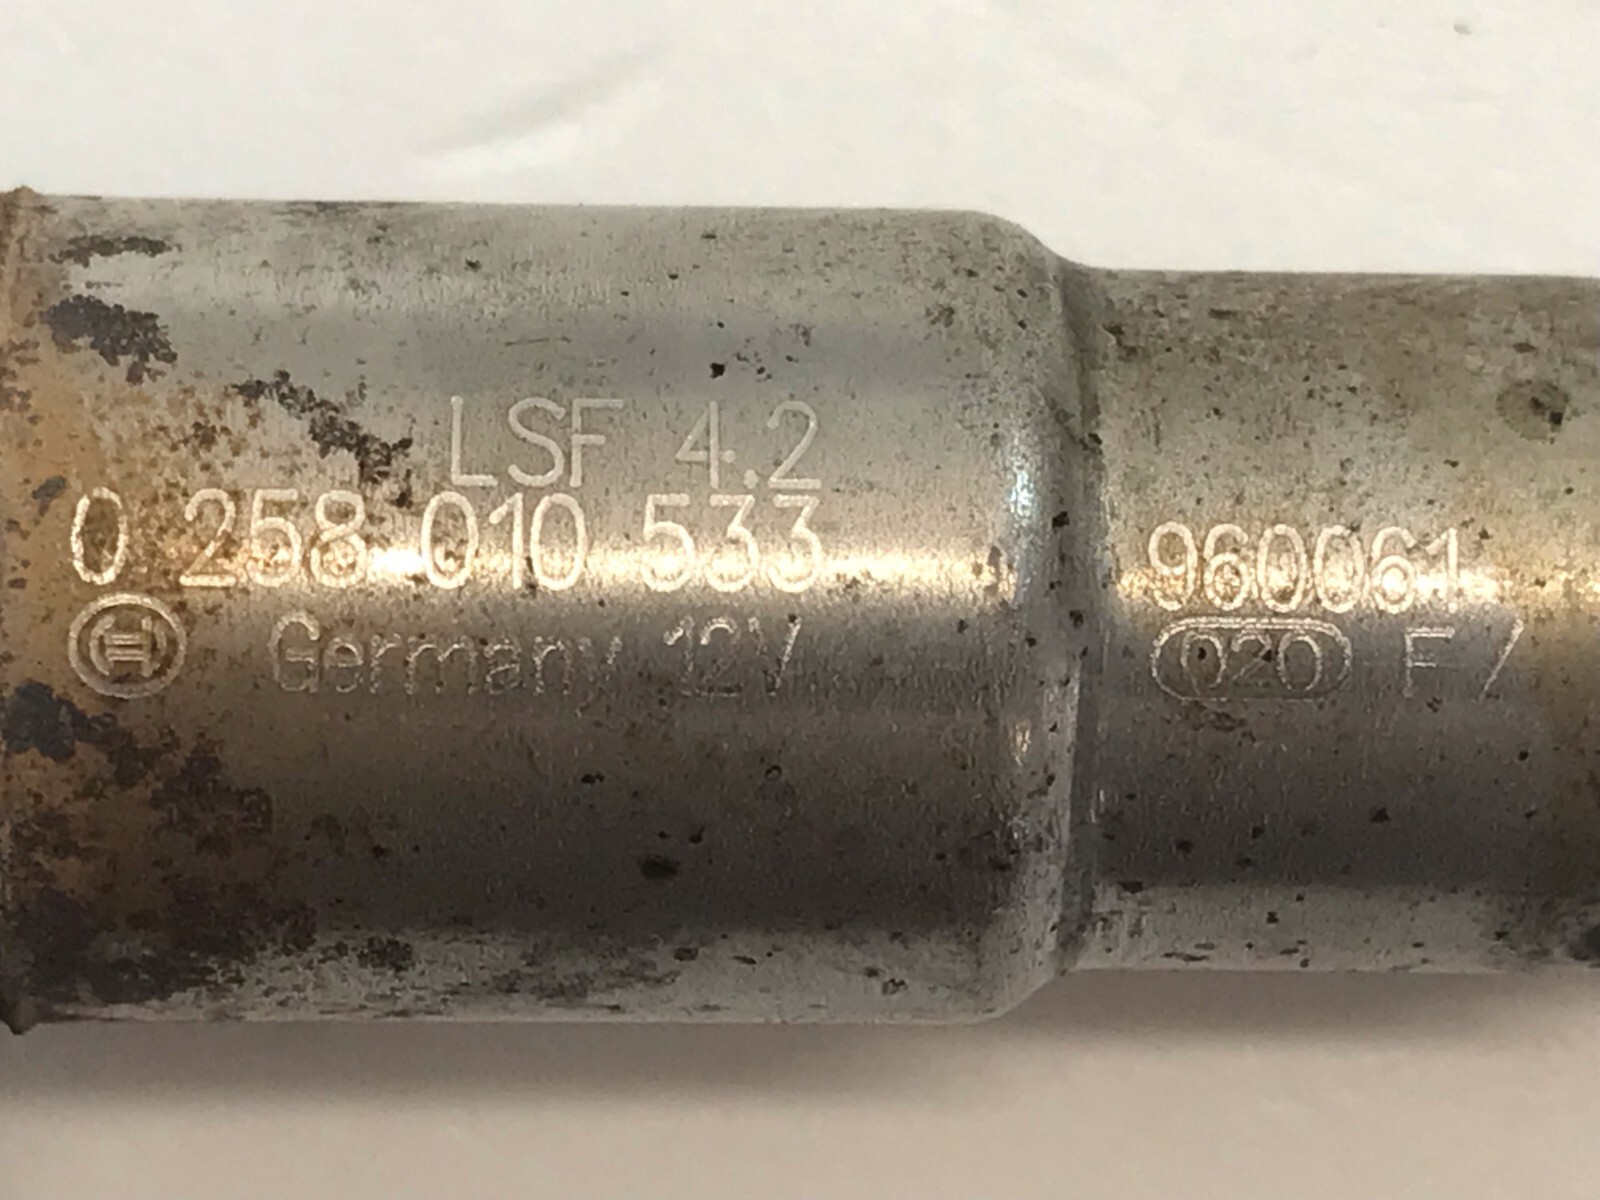 LSF 4.2
0 258 010 533
Germany 12V
960061
020 F /